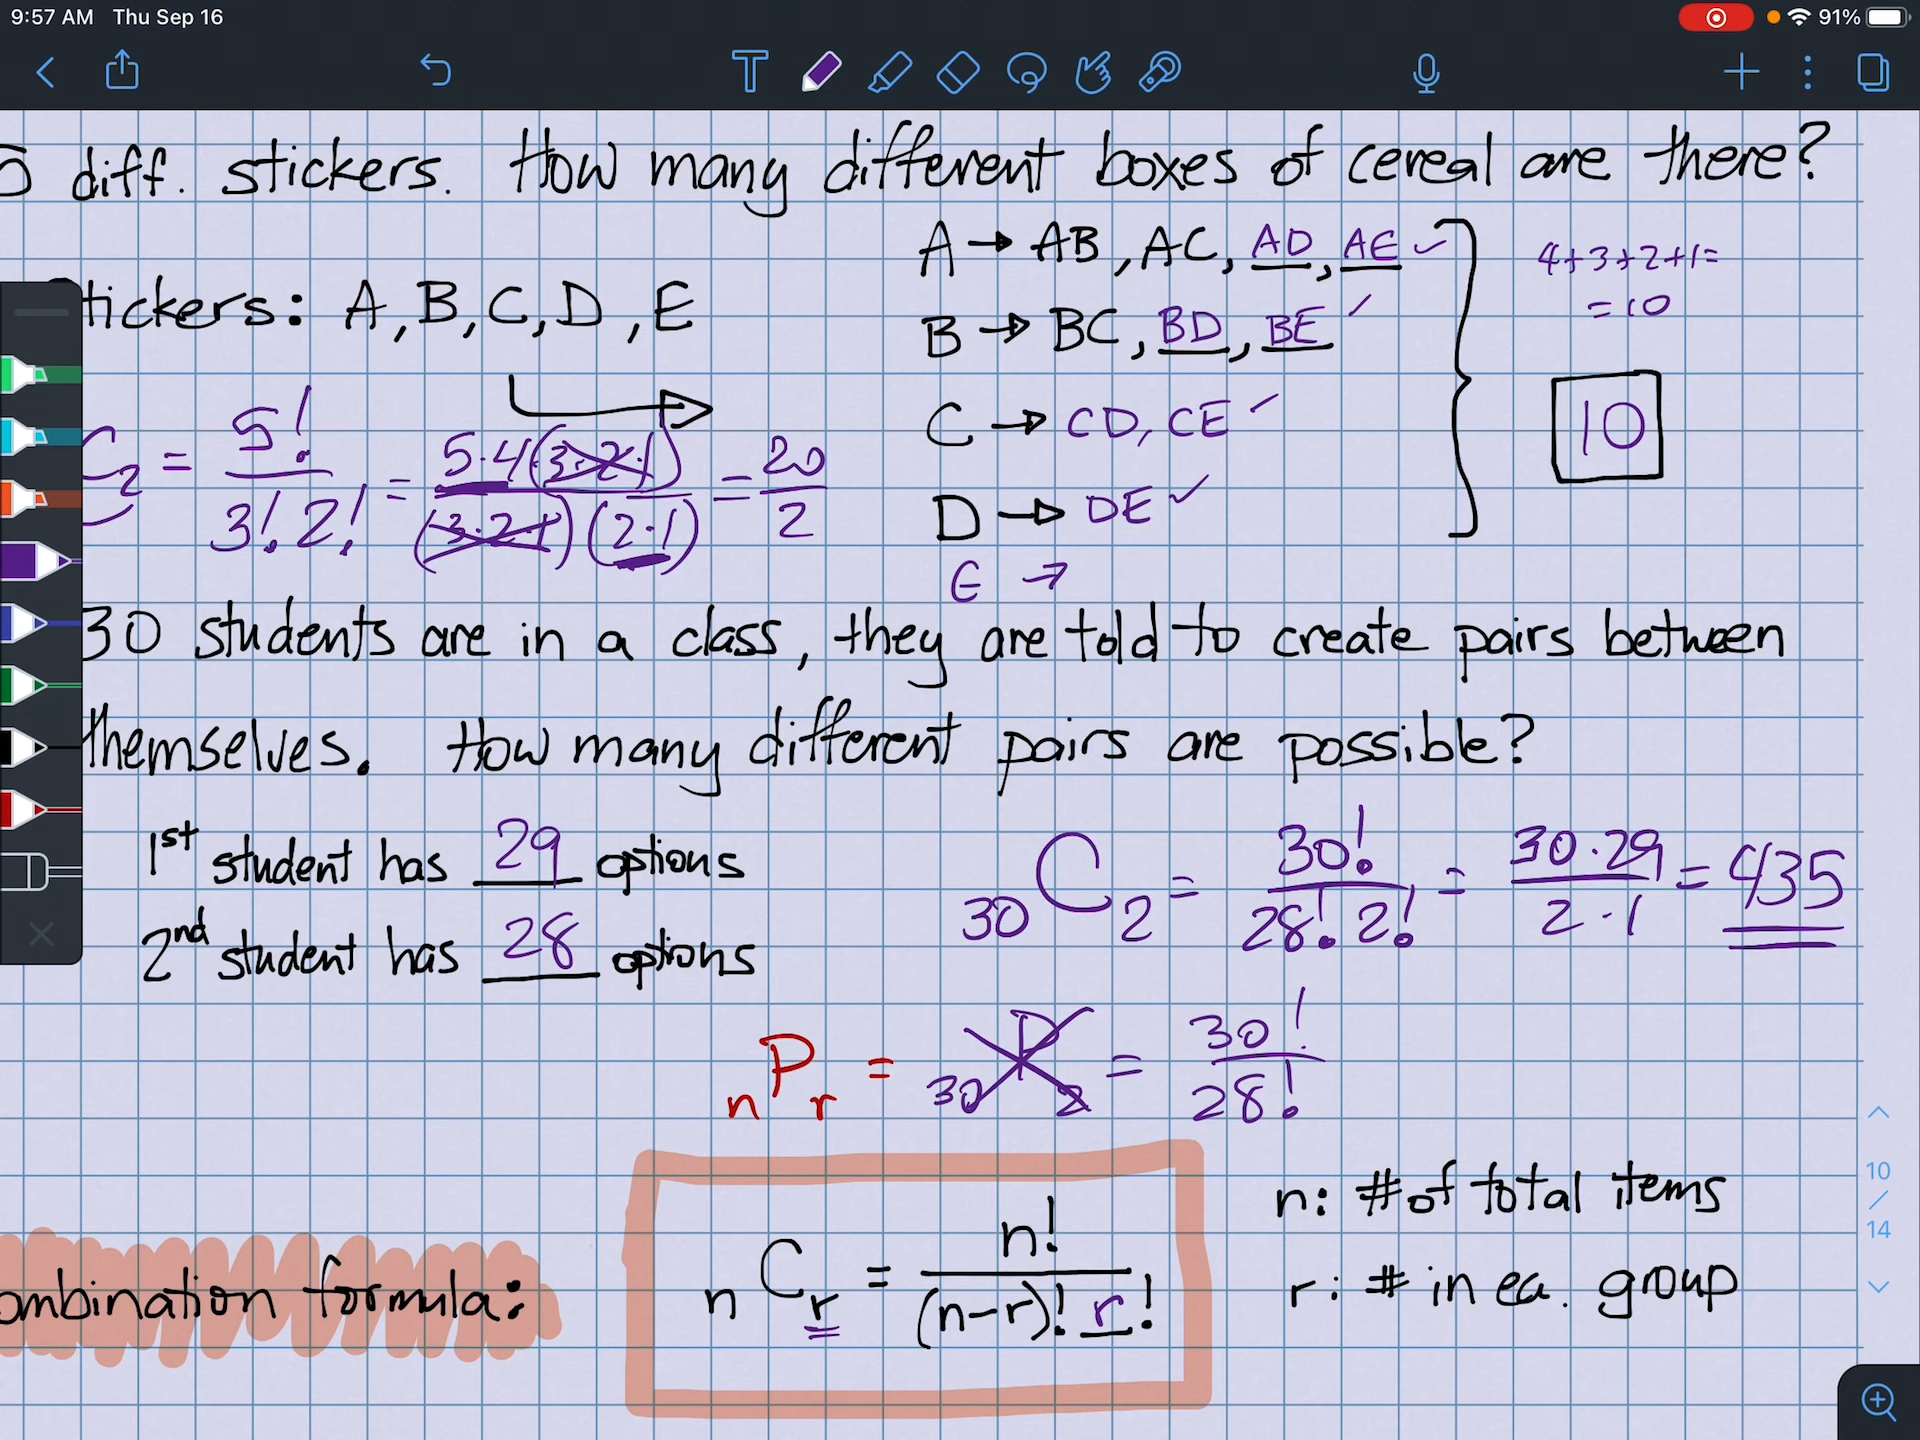 9:57 AM Thu Sep 16
91%
5 diff. stickers. How many different boxes of cereal are there?
A → AB, AC, AD, AE ✓
4+3+2+1=
= 10
Stickers: A, B, C, D, E
B → BC, BD, BE ✓
C → CD, CE ✓
10
C₂ = 5!/(3! 2!) = 5·4(3·2·1)/((3·2·1)(2·1)) = 20/2
D → DE ✓
E →
30 students are in a class, they are told to create pairs between
themselves. How many different pairs are possible?
1st student has 29 options
2nd student has 28 options
₃₀C₂ = 30!/(28! 2!) = 30·29/(2·1) = 435
ₙPᵣ = ₃₀P₂ = 30!/28!
ombination formula:
ₙCᵣ = n!/((n-r)! r!)
n: # of total items
r: # in ea. group
10
/
14